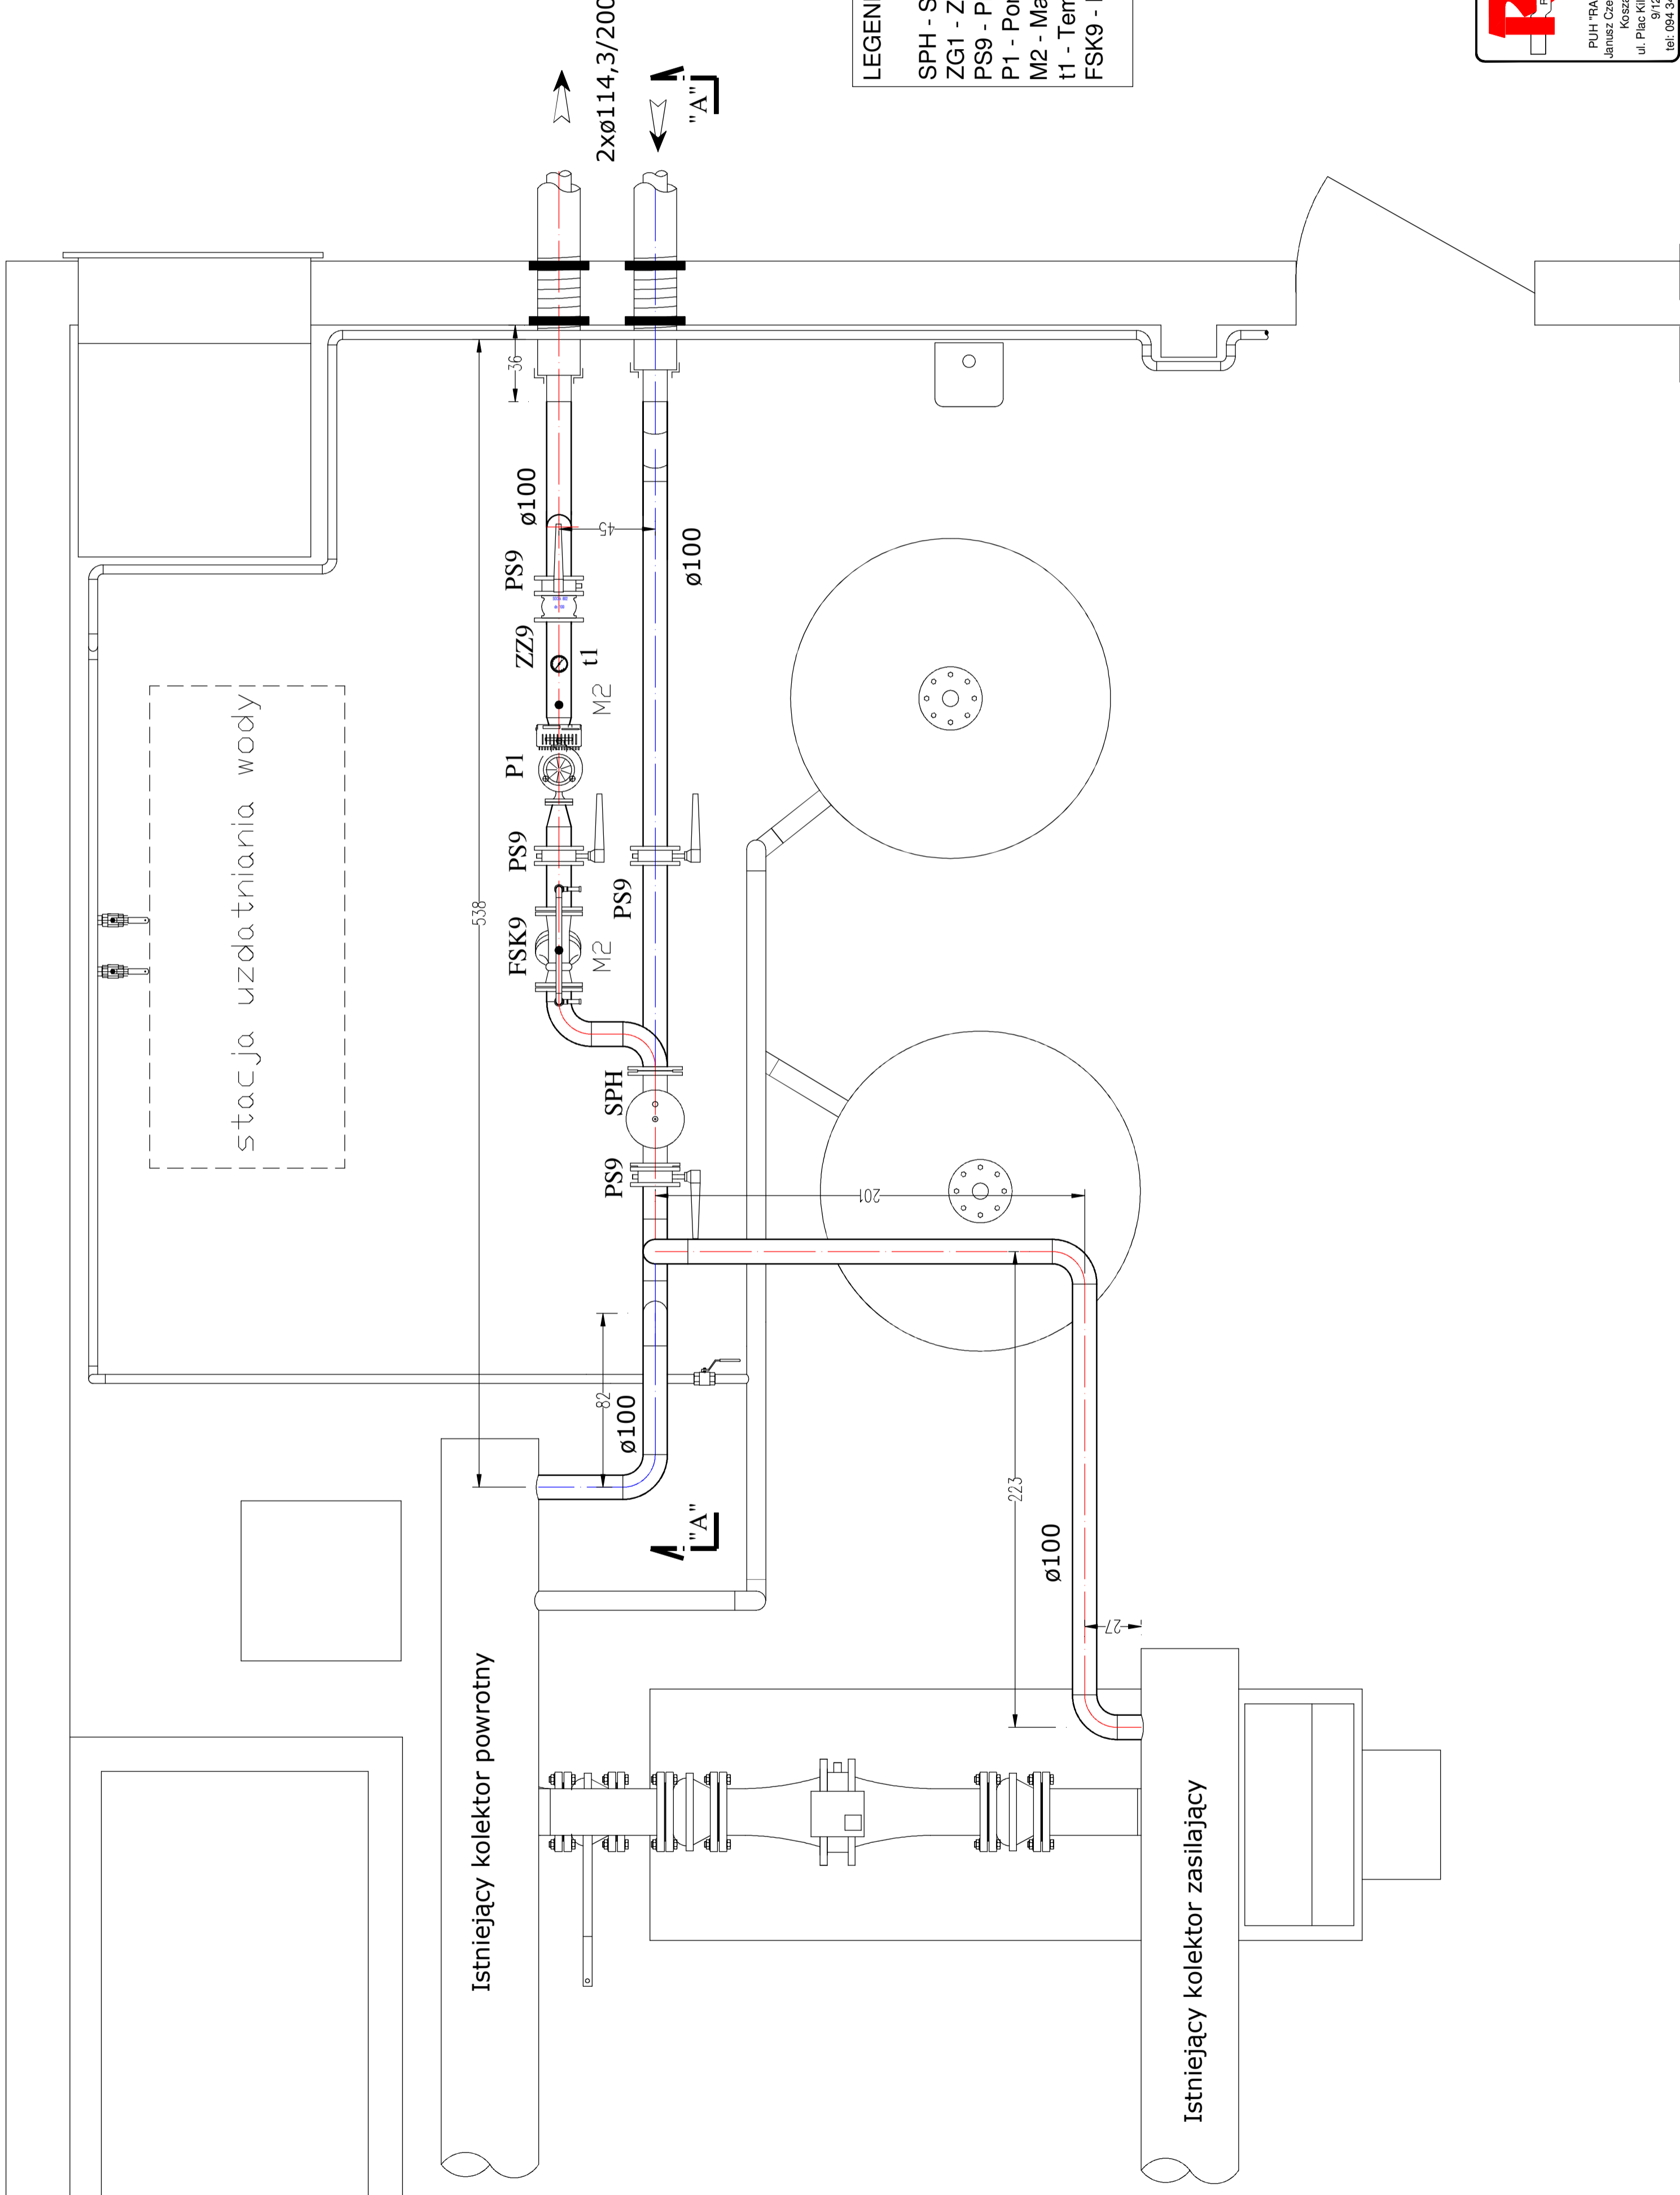 2xø114,3/200
"A"
LEGEN
SPH - S
ZG1 - Z
PS9 - P
P1 - Po
M2 - Ma
t1 - Tem
FSK9 -
PUH "RA
Janusz Cze
Kosza
ul. Plac Kil
9/12
tel: 094 34
36
ø100
45
ø100
PS9
ZZ9
t1
M2
P1
PS9
PS9
FSK9
M2
538
stacja uzdatniania wody
SPH
PS9
201
82
ø100
"A"
223
ø100
27
Istniejący kolektor powrotny
Istniejący kolektor zasilający